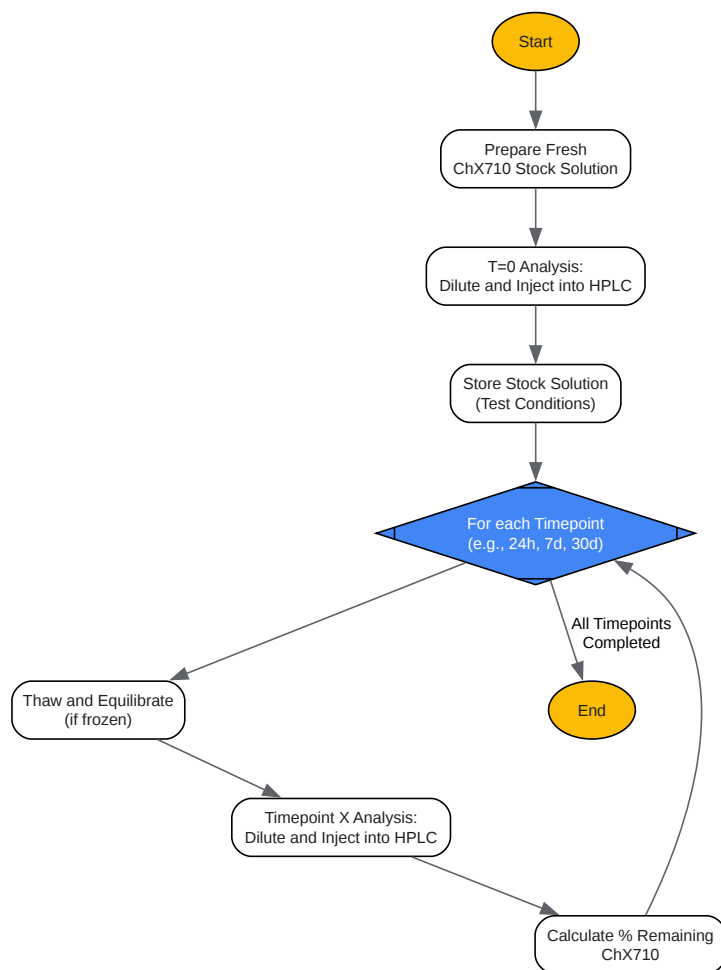 Start
Prepare Fresh
ChX710 Stock Solution
T=0 Analysis:
Dilute and Inject into HPLC
Store Stock Solution
(Test Conditions)
For each Timepoint
(e.g., 24h, 7d, 30d)
All Timepoints
Completed
Thaw and Equilibrate
(if frozen)
End
Timepoint X Analysis:
Dilute and Inject into HPLC
Calculate % Remaining
ChX710